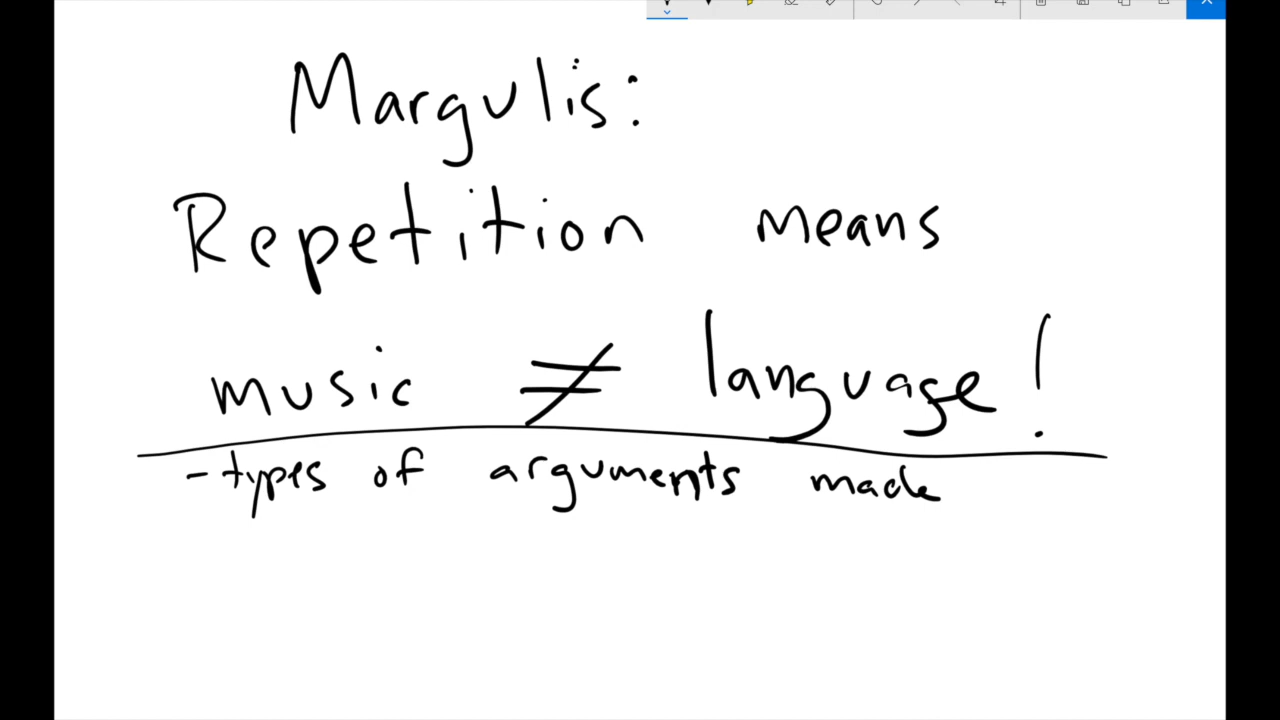 Margulis:
Repetition means
music ≠ language!
- types of arguments made